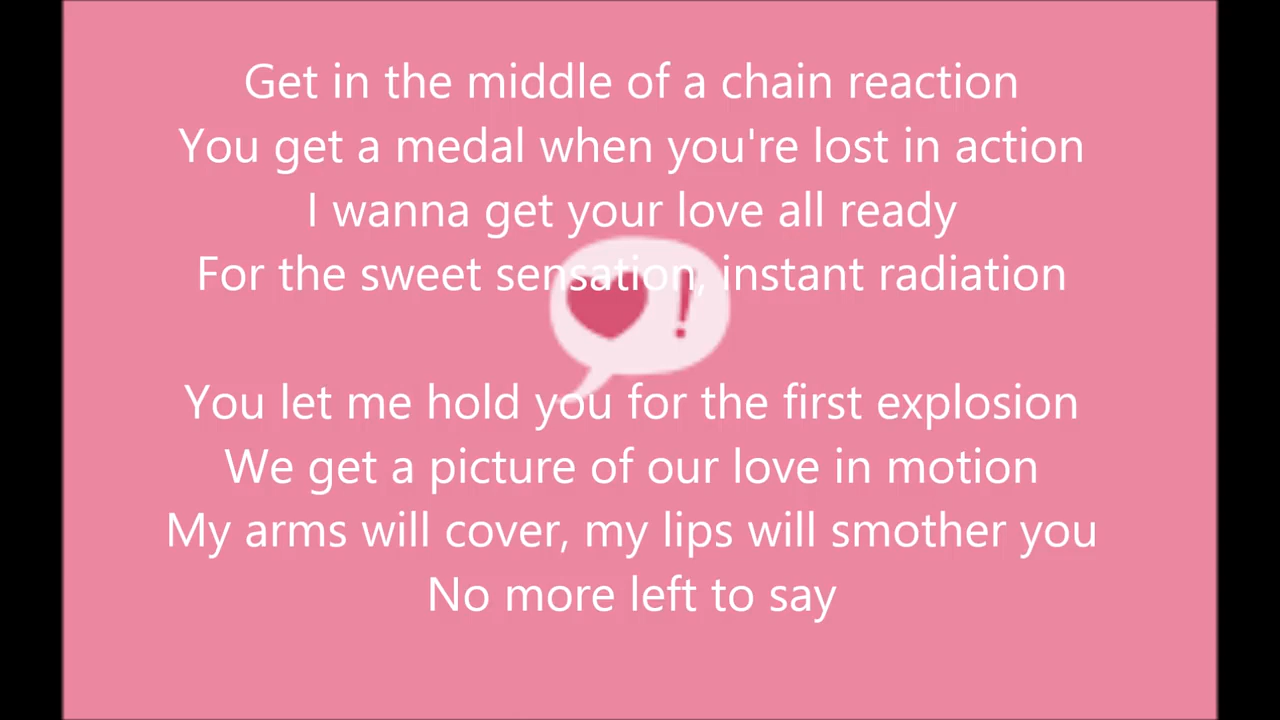 Get in the middle of a chain reaction
You get a medal when you're lost in action
I wanna get your love all ready
For the sweet sensation, instant radiation
You let me hold you for the first explosion
We get a picture of our love in motion
My arms will cover, my lips will smother you
No more left to say